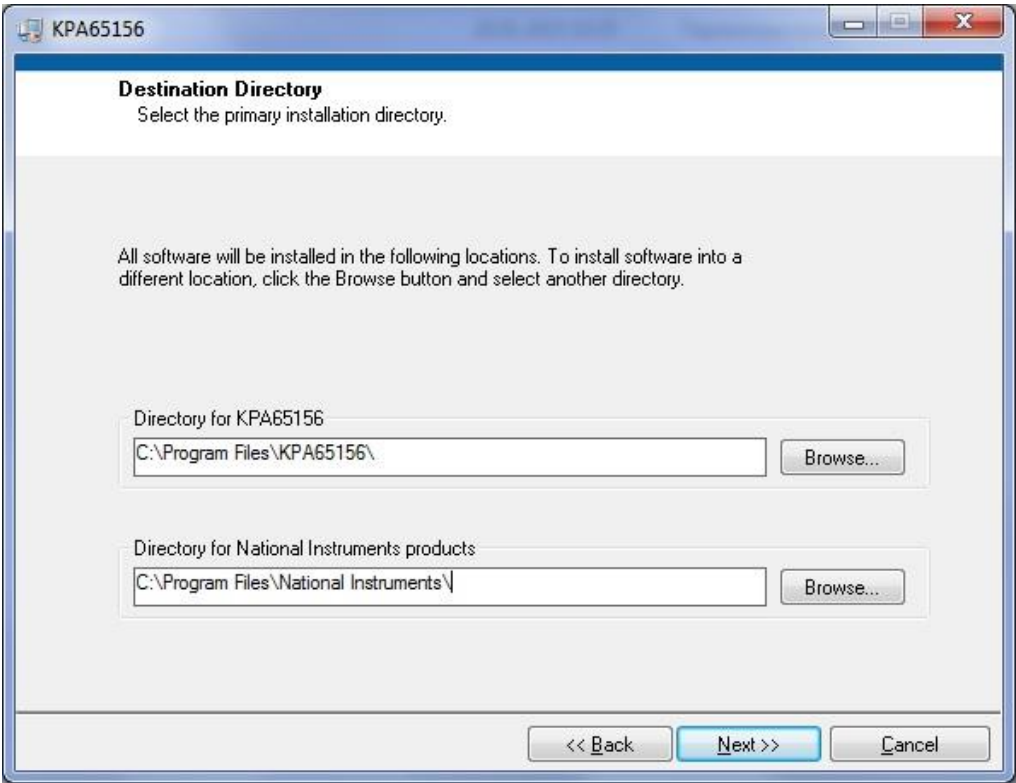 KPA65156
Destination Directory
Select the primary installation directory.
All software will be installed in the following locations. To install software into a
different location, click the Browse button and select another directory.
Directory for KPA65156
C:\Program Files\KPA65156\
Browse...
Directory for National Instruments products
C:\Program Files\National Instruments\
Browse...
<< Back
Next >>
Cancel